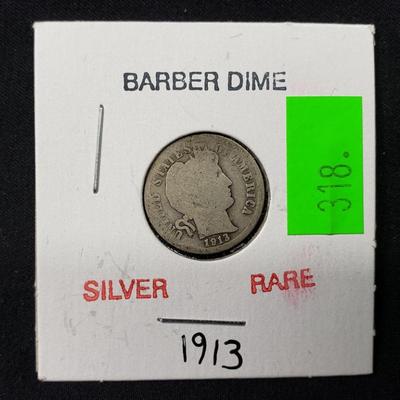 BARBER DIME
318.
UNITED STATES OF AMERICA
1913
SILVER RARE
1913